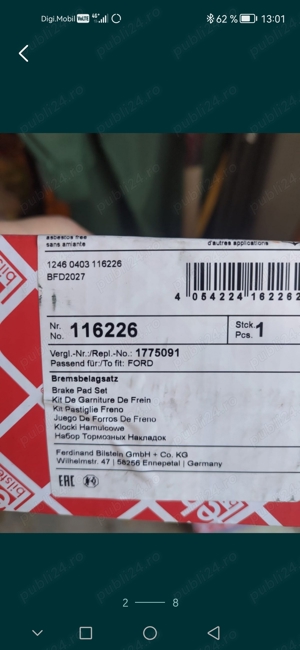 Digi.Mobil 62 % 13:01
asbestos free
sans amiante
d'autres applications
1246 0403 116226
BFD2027
4 054224 162262
Nr. 116226 Stck. 1
No. Pcs.
Vergl.-Nr./Repl.-No.: 1775091
Passend für:/To fit: FORD
Bremsbelagsatz
Brake Pad Set
Kit De Garniture De Frein
Kit Pastiglie Freno
Juego De Forros De Freno
Klocki Hamulcowe
Набор Тормозных Накладок
Ferdinand Bilstein GmbH + Co. KG
Wilhelmstr. 47 | 58256 Ennepetal | Germany
EAC
2 8
publi24.ro